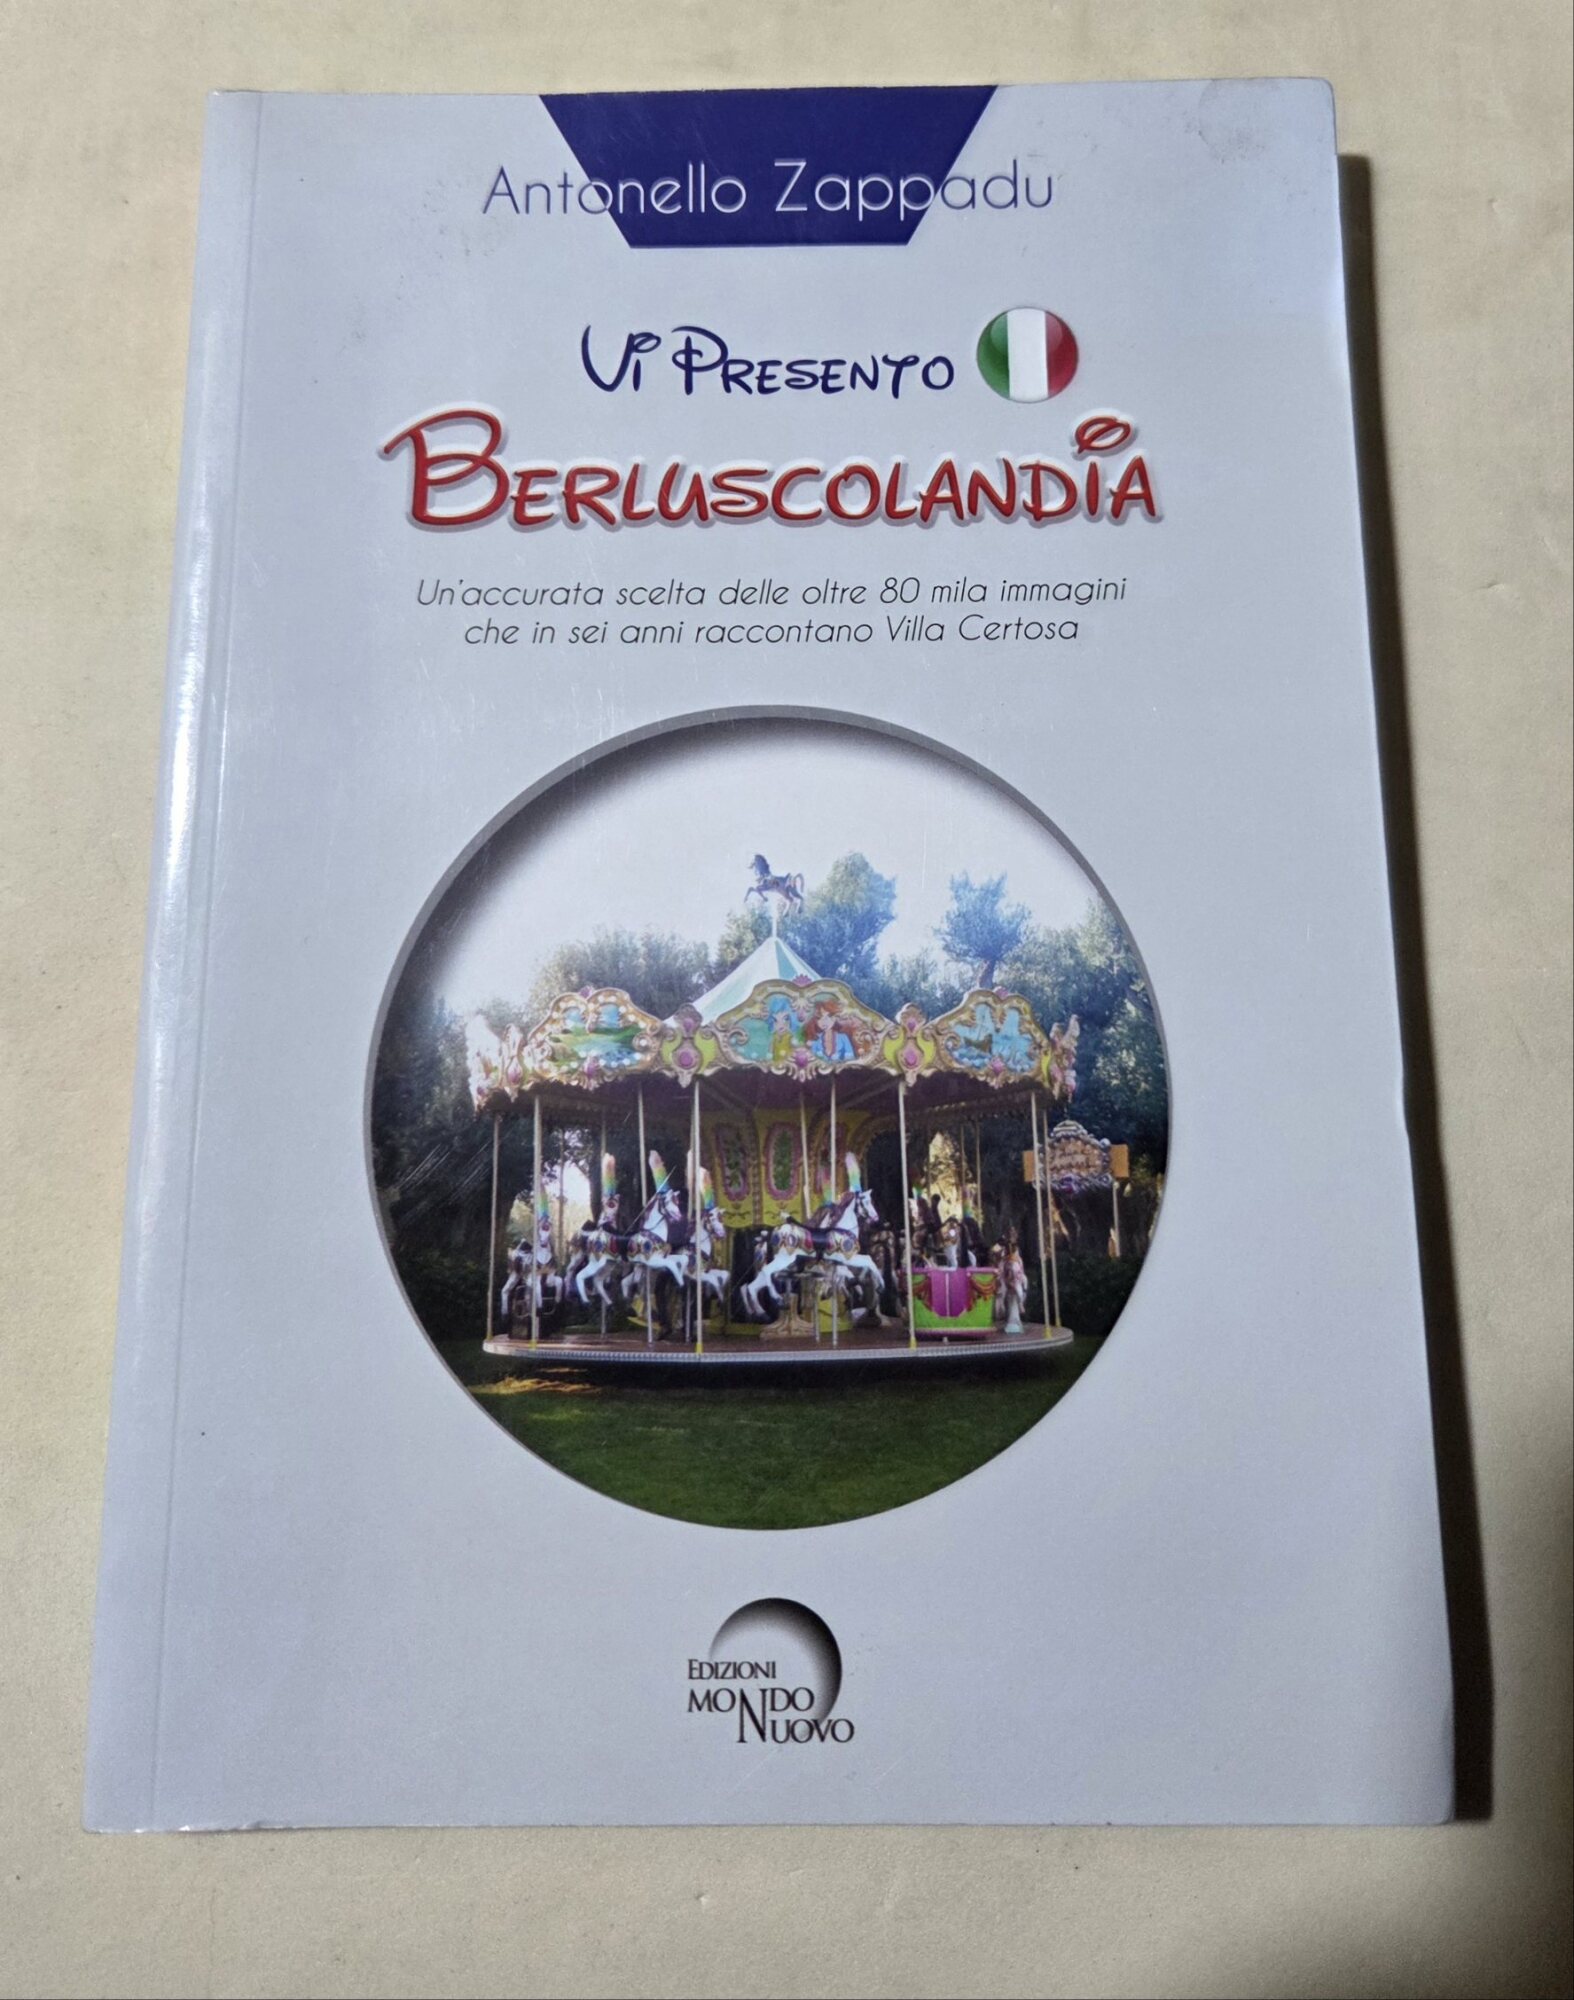 Antonello Zappadu
Vi Presento
Berluscolandia
Un'accurata scelta delle oltre 80 mila immagini
che in sei anni raccontano Villa Certosa
Edizioni
Mondo
Nuovo